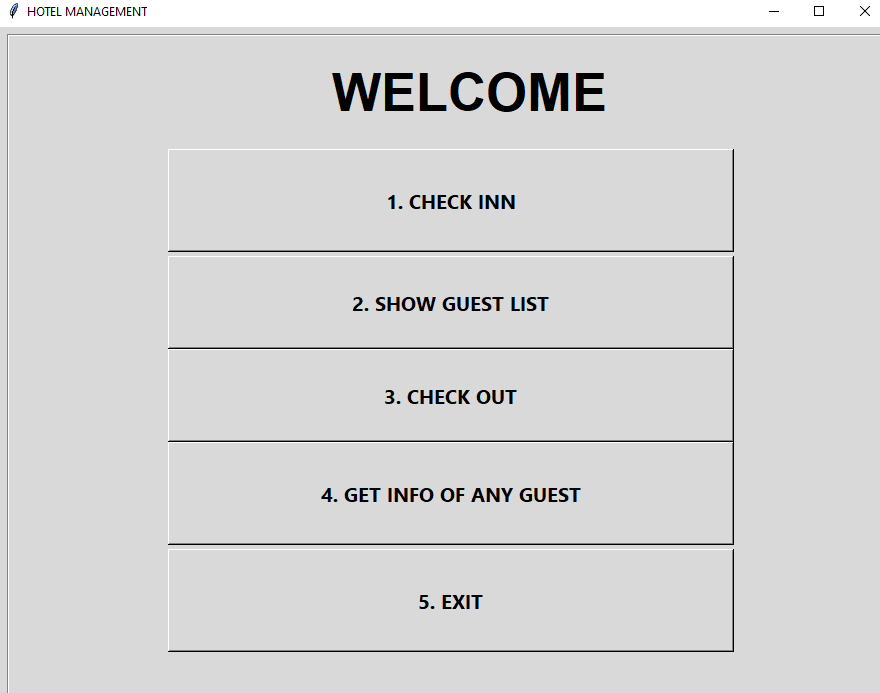 HOTEL MANAGEMENT
WELCOME
1. CHECK INN
2. SHOW GUEST LIST
3. CHECK OUT
4. GET INFO OF ANY GUEST
5. EXIT